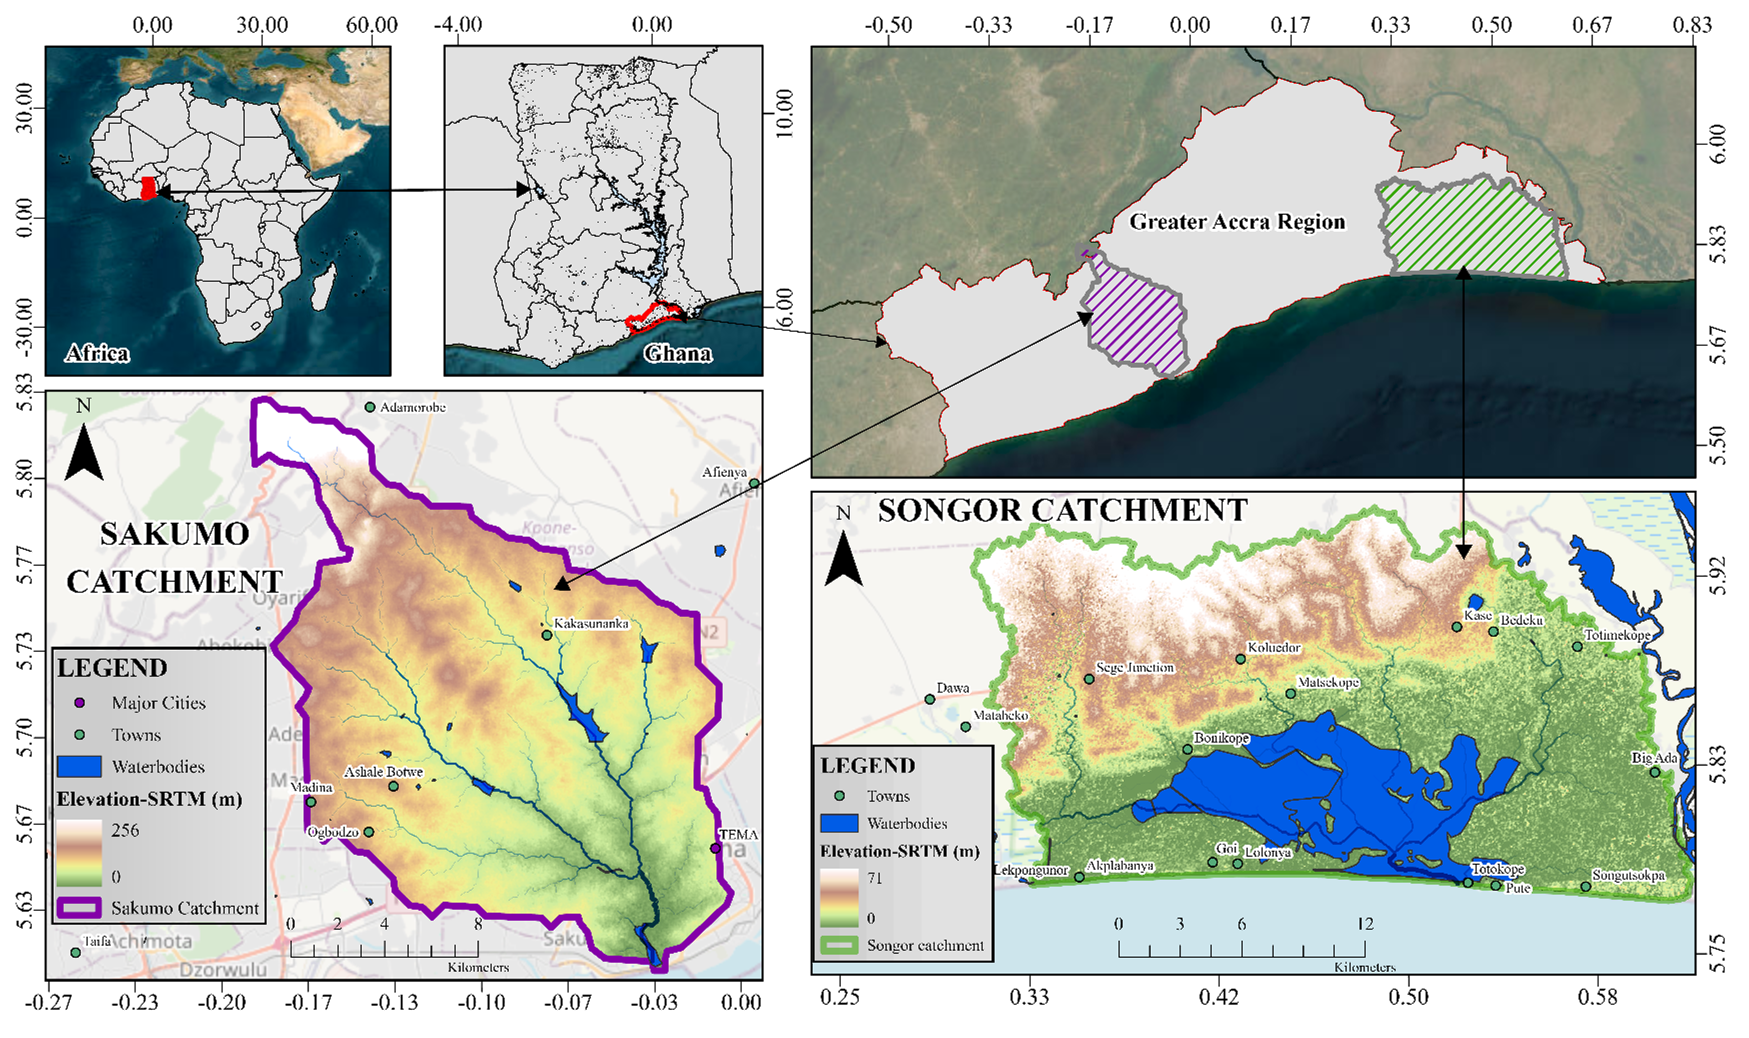 0.00 30.00 60.00
-4.00 0.00
-0.50 -0.33 -0.17 0.00 0.17 0.33 0.50 0.67 0.83
30.00
0.00
-30.00
Africa
10.00
6.00
Ghana
Greater Accra Region
6.00
5.83
5.67
5.50
5.83
5.80
5.77
5.73
5.70
5.67
5.63
N
Adamorobe
Afienya
SAKUMO
CATCHMENT
Kpone-
Oyarif
Kakasunanka
N2
Ashale Botwe
Madina
Ogbodzo
TEMA
LEGEND
Major Cities
Towns
Waterbodies
Elevation-SRTM (m)
256
0
Sakumo Catchment
0 2 4 8
Kilometers
Taifa
Achimota
Dzorwulu
Saku
-0.27 -0.23 -0.20 -0.17 -0.13 -0.10 -0.07 -0.03 0.00
N
SONGOR CATCHMENT
Kase
Bedeku
Totimekope
Koluedor
Sege Junction
Matsekope
Dawa
Mataheko
Bonikope
Big Ada
Goi
Lolonya
Lekpongunor
Akplabanya
Totokope
Pute
Songutsokpa
LEGEND
Towns
Waterbodies
Elevation-SRTM (m)
71
0
Songor catchment
0 3 6 12
Kilometers
5.92
5.83
5.75
0.25 0.33 0.42 0.50 0.58